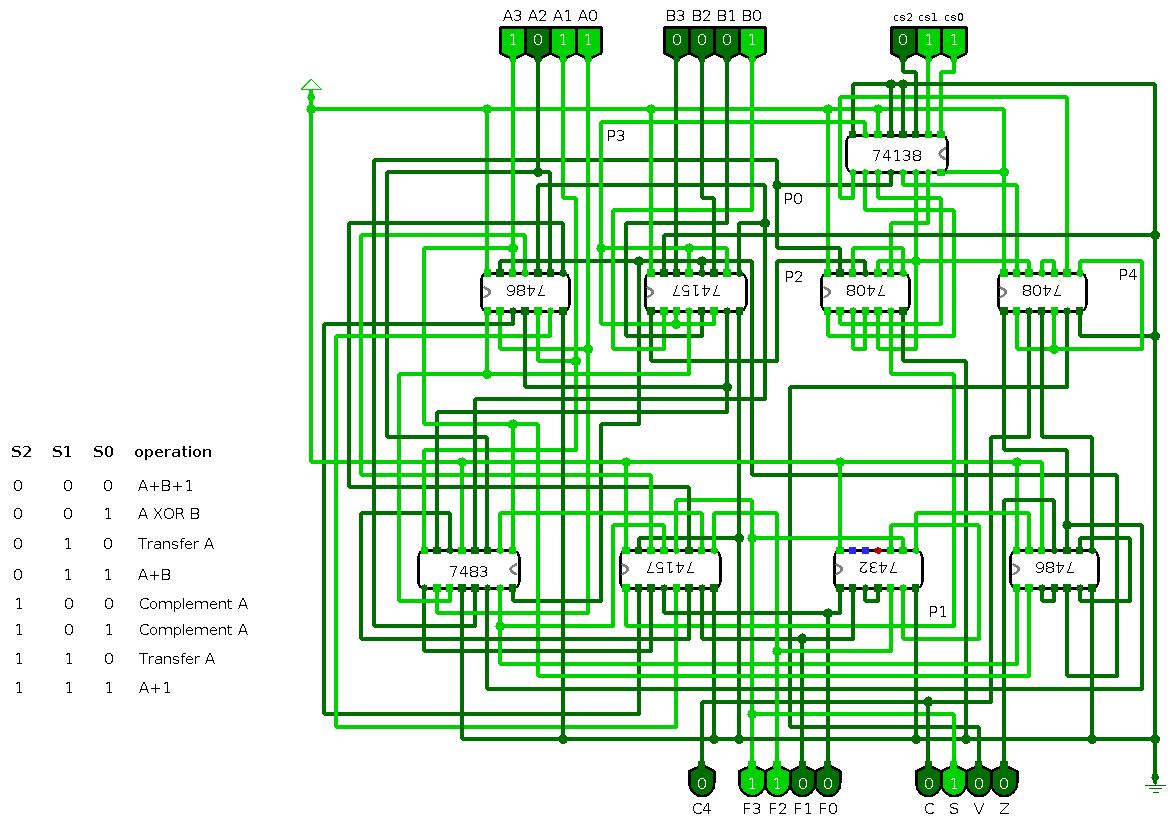 A3 A2 A1 A0 B3 B2 B1 B0 cs2 cs1 cs0
1 0 1 1 0 0 0 1 0 1 1
P3
74138
P0
P2
P4
7486 74157 7408 7408
S2 S1 S0 operation
0 0 0 A+B+1
0 0 1 A XOR B
0 1 0 Transfer A
0 1 1 A+B
1 0 0 Complement A
1 0 1 Complement A
1 1 0 Transfer A
1 1 1 A+1
7483 74157 7432 7486
P1
0 1 1 0 0 0 1 0 0
C4 F3 F2 F1 F0 C S V Z